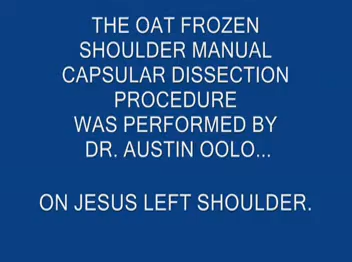 THE OAT FROZEN
SHOULDER MANUAL
CAPSULAR DISSECTION
PROCEDURE
WAS PERFORMED BY
DR. AUSTIN OOLO...
ON JESUS LEFT SHOULDER.